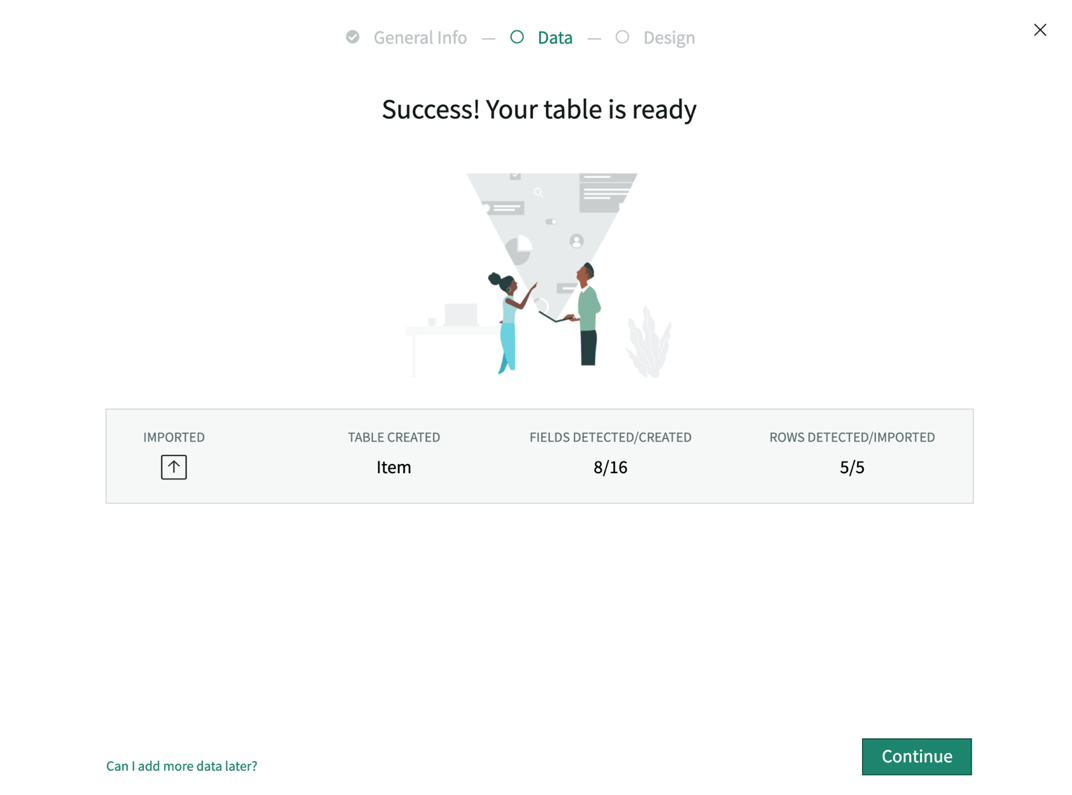 General Info — Data — Design
Success! Your table is ready
IMPORTED TABLE CREATED FIELDS DETECTED/CREATED ROWS DETECTED/IMPORTED
Item 8/16 5/5
Can I add more data later?
Continue